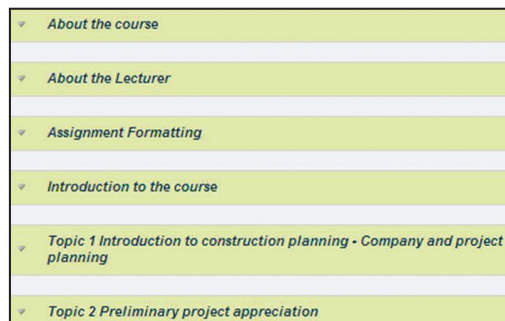 About the course
About the Lecturer
Assignment Formatting
Introduction to the course
Topic 1 Introduction to construction planning - Company and project
planning
Topic 2 Preliminary project appreciation